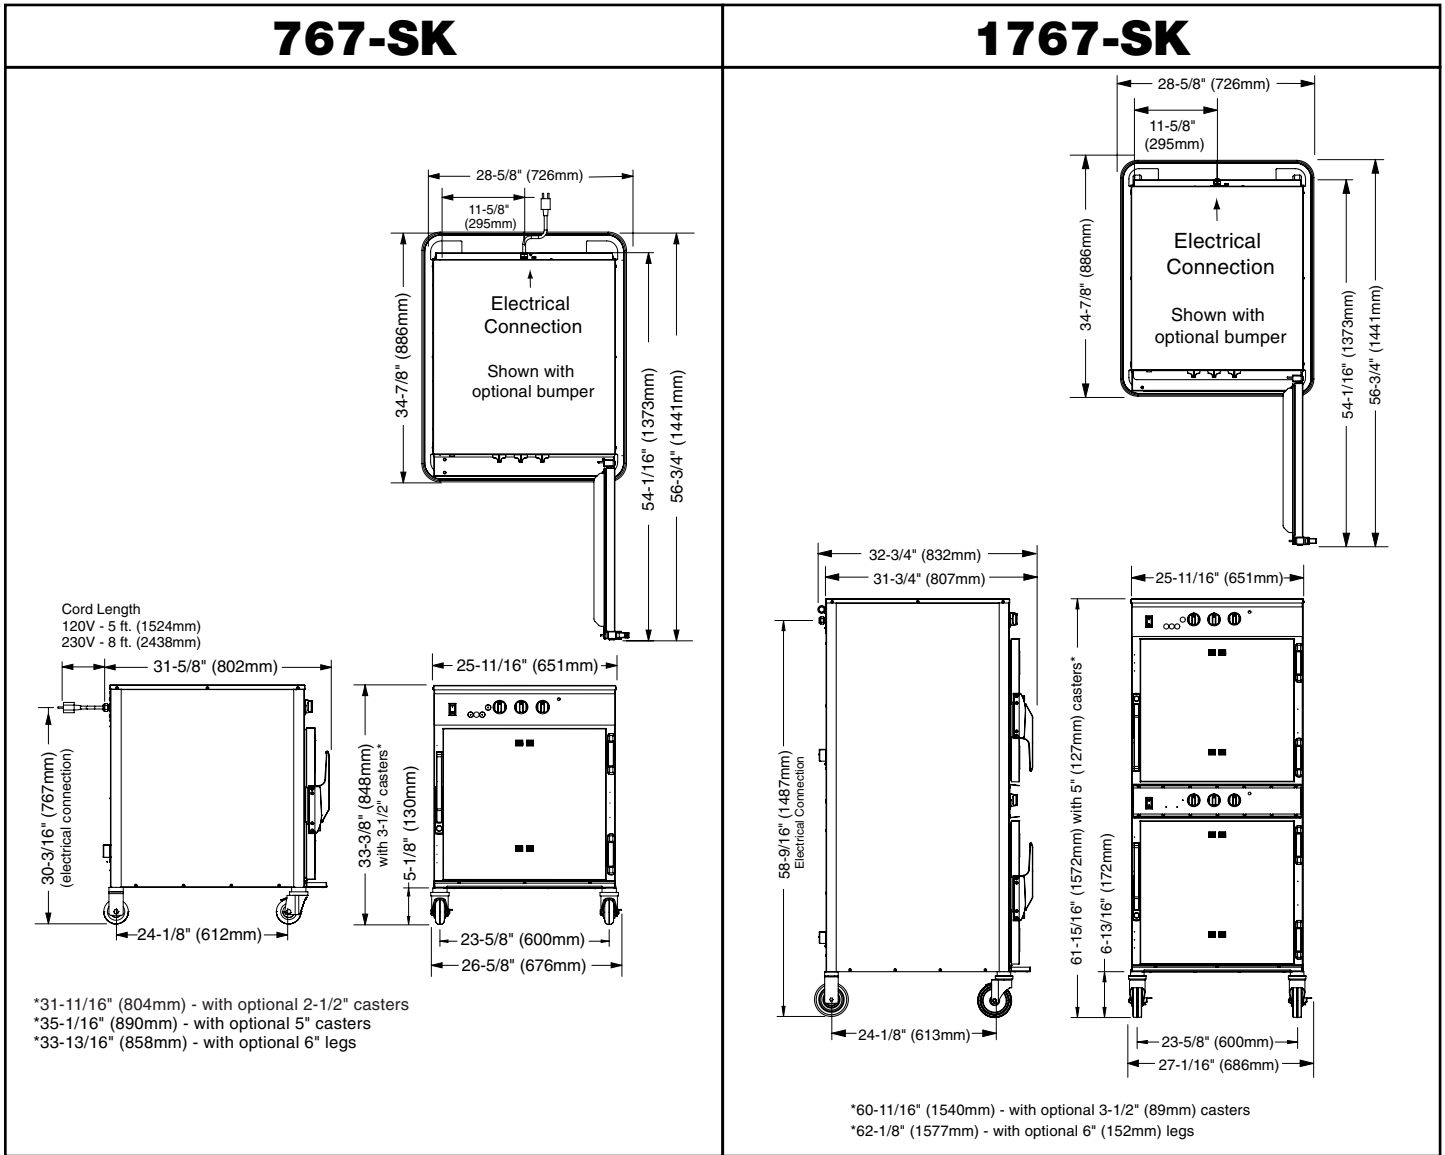 767-SK
28-5/8" (726mm)
11-5/8"
(295mm)
34-7/8" (886mm)
Electrical
Connection
Shown with
optional bumper
54-1/16" (1373mm)
56-3/4" (1441mm)
Cord Length
120V - 5 ft. (1524mm)
230V - 8 ft. (2438mm)
31-5/8" (802mm)
30-3/16" (767mm)
(electrical connection)
24-1/8" (612mm)
25-11/16" (651mm)
33-3/8" (848mm)
with 3-1/2" casters*
5-1/8" (130mm)
23-5/8" (600mm)
26-5/8" (676mm)
*31-11/16" (804mm) - with optional 2-1/2" casters
*35-1/16" (890mm) - with optional 5" casters
*33-13/16" (858mm) - with optional 6" legs
1767-SK
28-5/8" (726mm)
11-5/8"
(295mm)
34-7/8" (886mm)
Electrical
Connection
Shown with
optional bumper
54-1/16" (1373mm)
56-3/4" (1441mm)
32-3/4" (832mm)
31-3/4" (807mm)
58-9/16" (1487mm)
Electrical Connection
24-1/8" (613mm)
25-11/16" (651mm)
61-15/16" (1572mm) with 5" (127mm) casters*
6-13/16" (172mm)
23-5/8" (600mm)
27-1/16" (686mm)
*60-11/16" (1540mm) - with optional 3-1/2" (89mm) casters
*62-1/8" (1577mm) - with optional 6" (152mm) legs